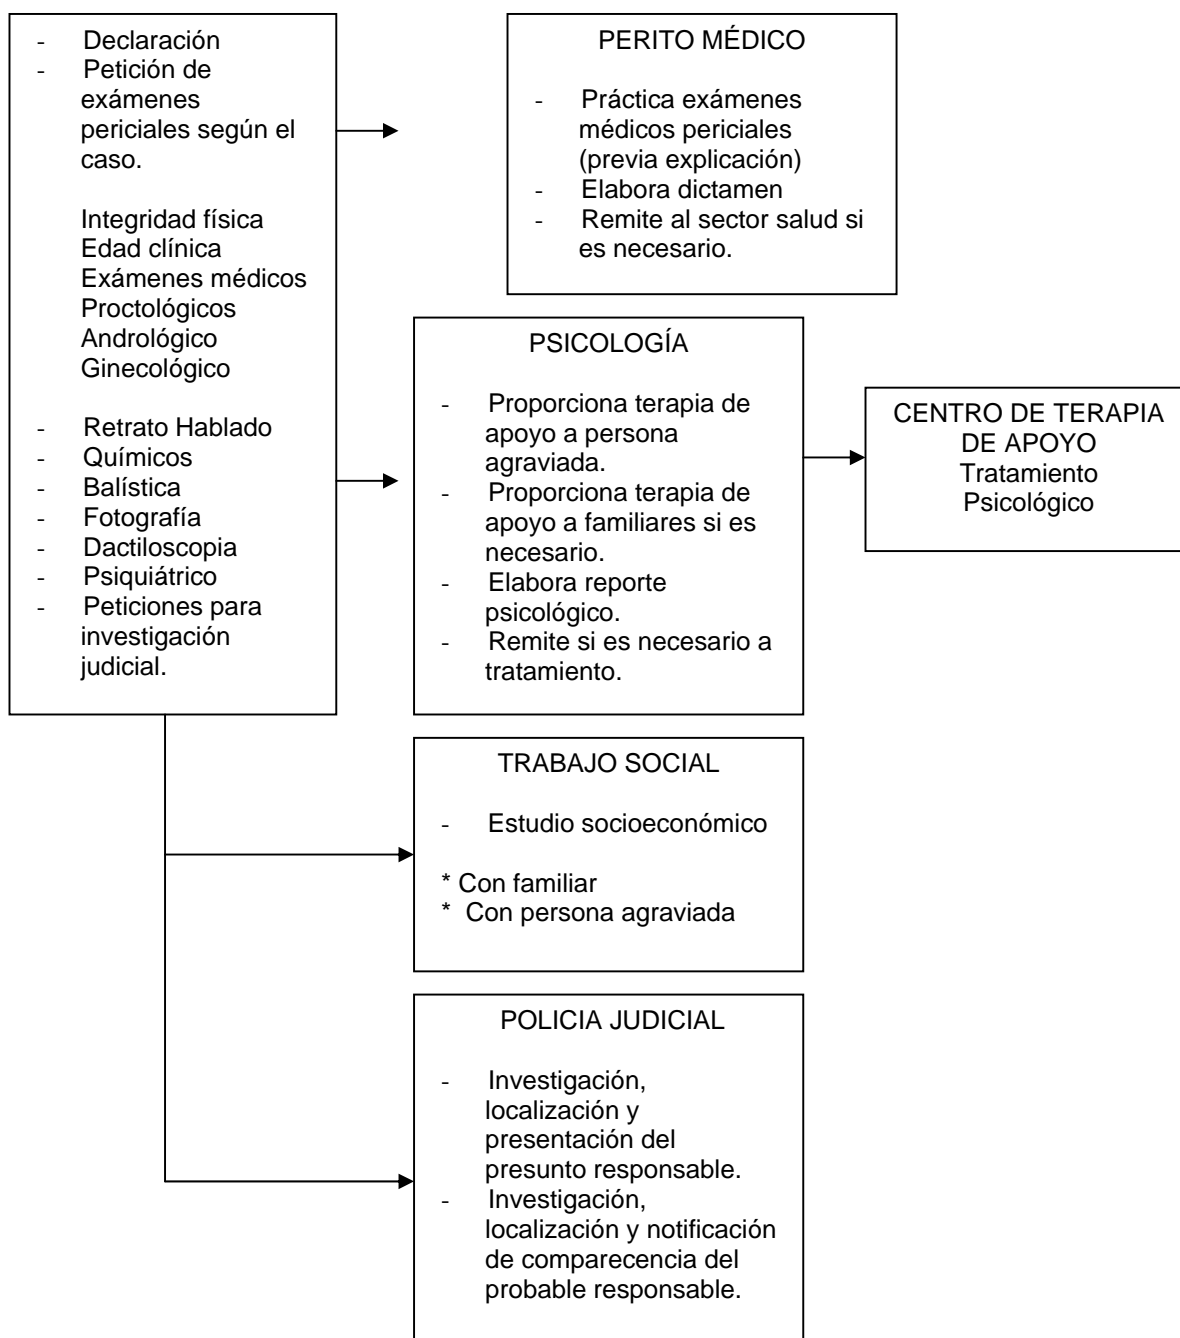 - Declaración
- Petición de
exámenes
periciales según el
caso.
Integridad física
Edad clínica
Exámenes médicos
Proctológicos
Andrológico
Ginecológico
- Retrato Hablado
- Químicos
- Balística
- Fotografía
- Dactiloscopia
- Psiquiátrico
- Peticiones para
investigación
judicial.
PERITO MÉDICO
- Práctica exámenes
médicos periciales
(previa explicación)
- Elabora dictamen
- Remite al sector salud si
es necesario.
PSICOLOGÍA
- Proporciona terapia de
apoyo a persona
agraviada.
- Proporciona terapia de
apoyo a familiares si es
necesario.
- Elabora reporte
psicológico.
- Remite si es necesario a
tratamiento.
CENTRO DE TERAPIA
DE APOYO
Tratamiento
Psicológico
TRABAJO SOCIAL
- Estudio socioeconómico
* Con familiar
* Con persona agraviada
POLICIA JUDICIAL
- Investigación,
localización y
presentación del
presunto responsable.
- Investigación,
localización y notificación
de comparecencia del
probable responsable.